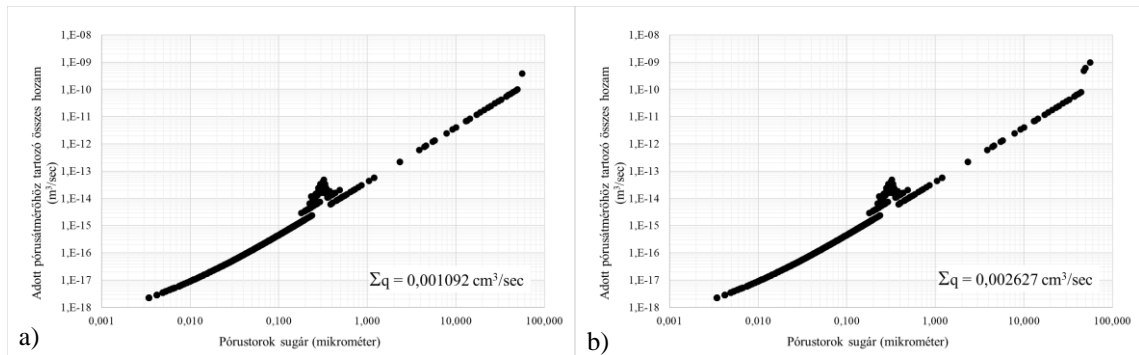 1,E-08
1,E-09
1,E-10
1,E-11
1,E-12
1,E-13
1,E-14
1,E-15
1,E-16
1,E-17
1,E-18
Adott pórusátmérőhöz tartozó összes hozam
(m³/sec)
Σq = 0,001092 cm³/sec
0,001 0,010 0,100 1,000 10,000 100,000
Pórustorok sugár (mikrométer)
a)
1,E-08
1,E-09
1,E-10
1,E-11
1,E-12
1,E-13
1,E-14
1,E-15
1,E-16
1,E-17
1,E-18
Adott pórusátmérőhöz tartozó összes hozam
(m³/sec)
Σq = 0,002627 cm³/sec
0,001 0,010 0,100 1,000 10,000 100,000
Pórustorok sugár (mikrométer)
b)